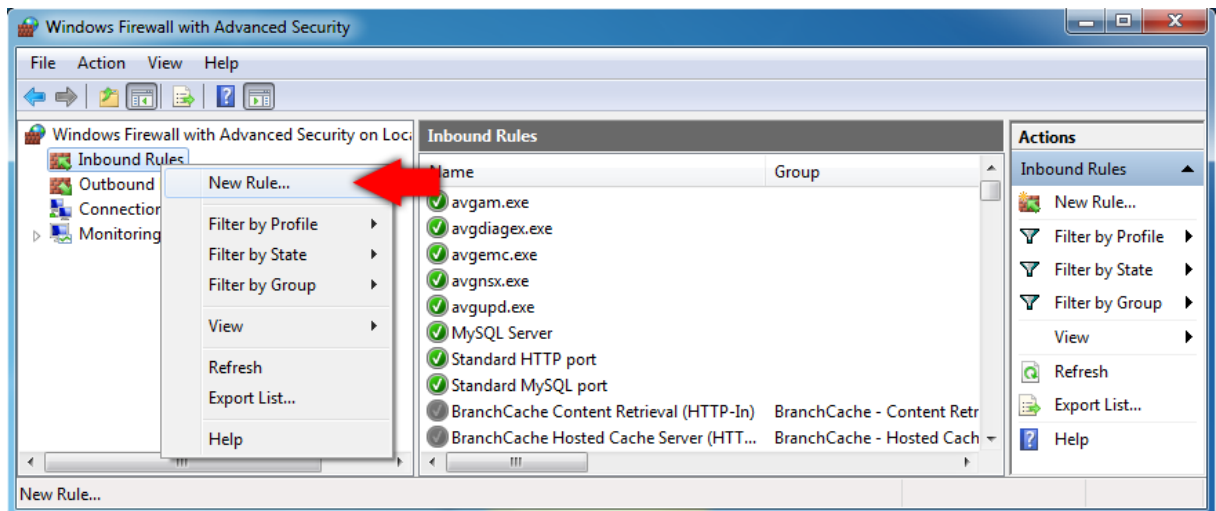 Windows Firewall with Advanced Security
File Action View Help
Windows Firewall with Advanced Security on Loca
Inbound Rules
Outbound
Connection
Monitoring
New Rule...
Filter by Profile
Filter by State
Filter by Group
View
Refresh
Export List...
Help
Inbound Rules
Name Group
avgam.exe
avgdiagex.exe
avgemc.exe
avgnsx.exe
avgupd.exe
MySQL Server
Standard HTTP port
Standard MySQL port
BranchCache Content Retrieval (HTTP-In) BranchCache - Content Retr
BranchCache Hosted Cache Server (HTT... BranchCache - Hosted Cach
Actions
Inbound Rules
New Rule...
Filter by Profile
Filter by State
Filter by Group
View
Refresh
Export List...
Help
New Rule...